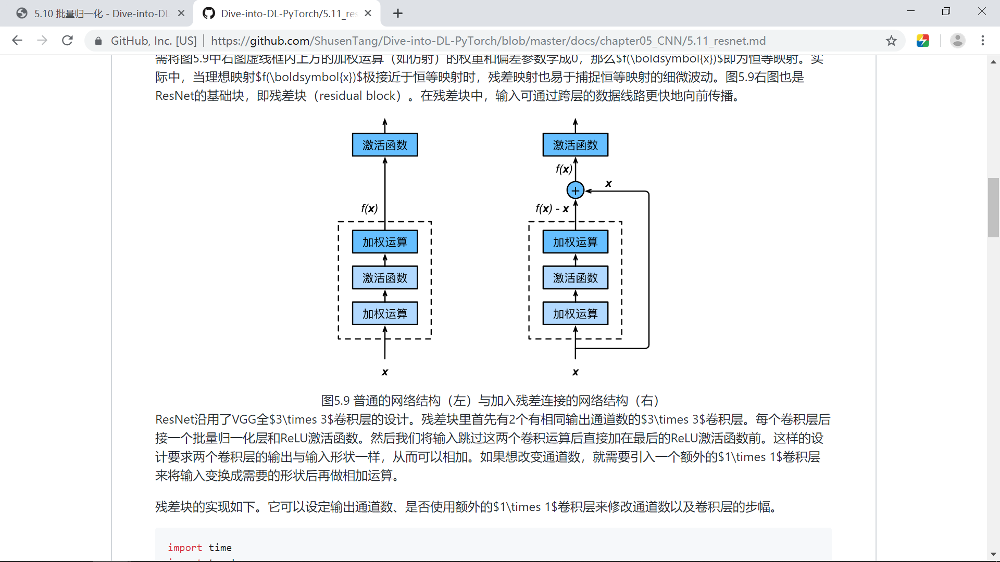 5.10 批量归一化 - Dive-into-DL
Dive-into-DL-PyTorch/5.11_res
GitHub, Inc. [US] | https://github.com/ShusenTang/Dive-into-DL-PyTorch/blob/master/docs/chapter05_CNN/5.11_resnet.md
需将图5.9中右图虚线框内上方的加权运算（如仿射）的权重和偏差参数学成0，那么$f(\boldsymbol{x})$即为恒等映射。实
际中，当理想映射$f(\boldsymbol{x})$极接近于恒等映射时，残差映射也易于捕捉恒等映射的细微波动。图5.9右图也是
ResNet的基础块，即残差块（residual block）。在残差块中，输入可通过跨层的数据线路更快地向前传播。
激活函数
f(x)
加权运算
激活函数
加权运算
x
激活函数
f(x)
x
+
f(x) - x
加权运算
激活函数
加权运算
x
图5.9 普通的网络结构（左）与加入残差连接的网络结构（右）
ResNet沿用了VGG全$3\times 3$卷积层的设计。残差块里首先有2个有相同输出通道数的$3\times 3$卷积层。每个卷积层后
接一个批量归一化层和ReLU激活函数。然后我们将输入跳过这两个卷积运算后直接加在最后的ReLU激活函数前。这样的设
计要求两个卷积层的输出与输入形状一样，从而可以相加。如果想改变通道数，就需要引入一个额外的$1\times 1$卷积层
来将输入变换成需要的形状后再做相加运算。
残差块的实现如下。它可以设定输出通道数、是否使用额外的$1\times 1$卷积层来修改通道数以及卷积层的步幅。
import time